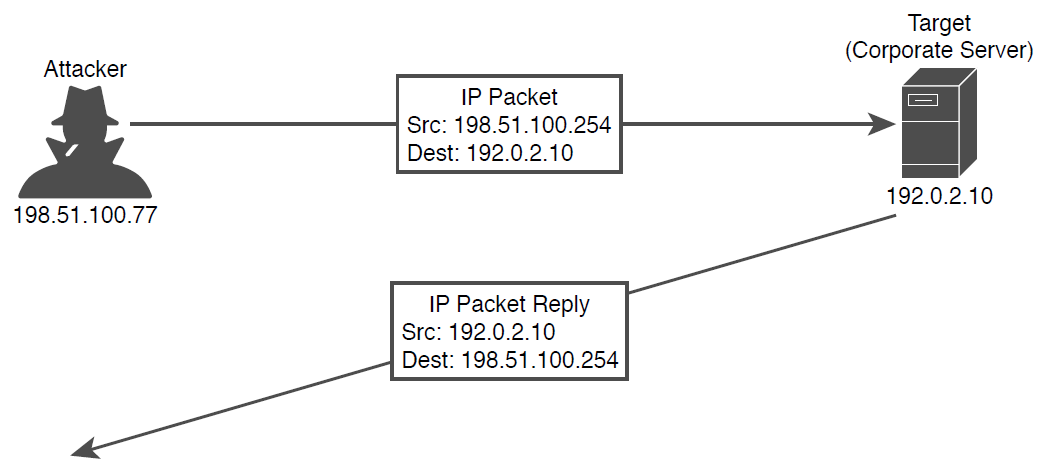 Target
(Corporate Server)
Attacker
IP Packet
Src: 198.51.100.254
Dest: 192.0.2.10
198.51.100.77
192.0.2.10
IP Packet Reply
Src: 192.0.2.10
Dest: 198.51.100.254